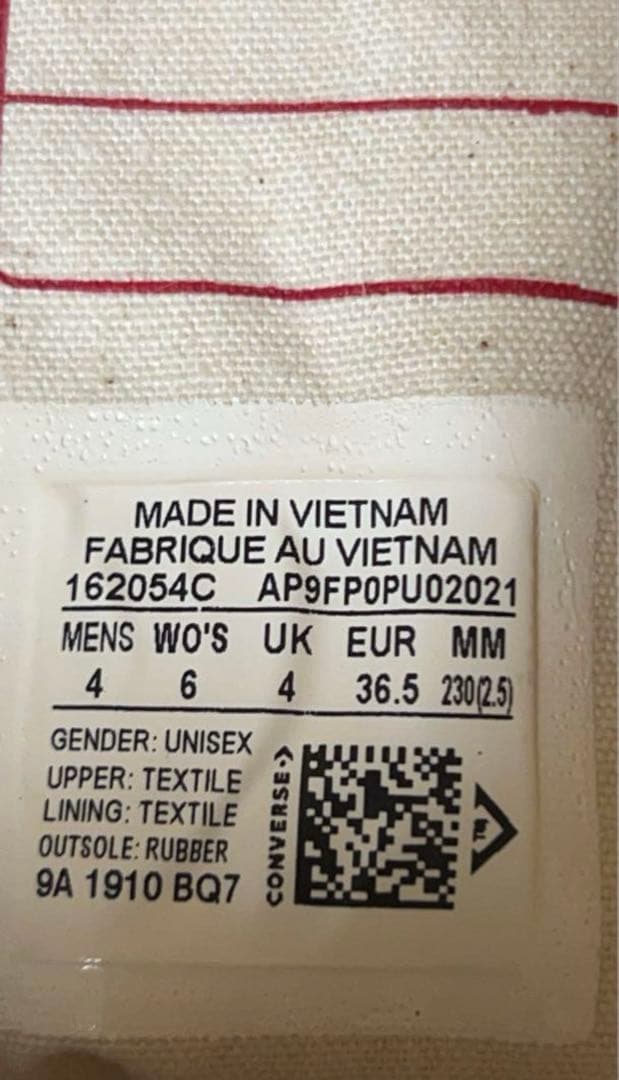 MADE IN VIETNAM
FABRIQUE AU VIETNAM
162054C AP9FP0PU02021
MENS WO'S UK EUR MM
4 6 4 36.5 230(2.5)
GENDER: UNISEX
UPPER: TEXTILE
LINING: TEXTILE
OUTSOLE: RUBBER
9A 1910 BQ7
CONVERSE